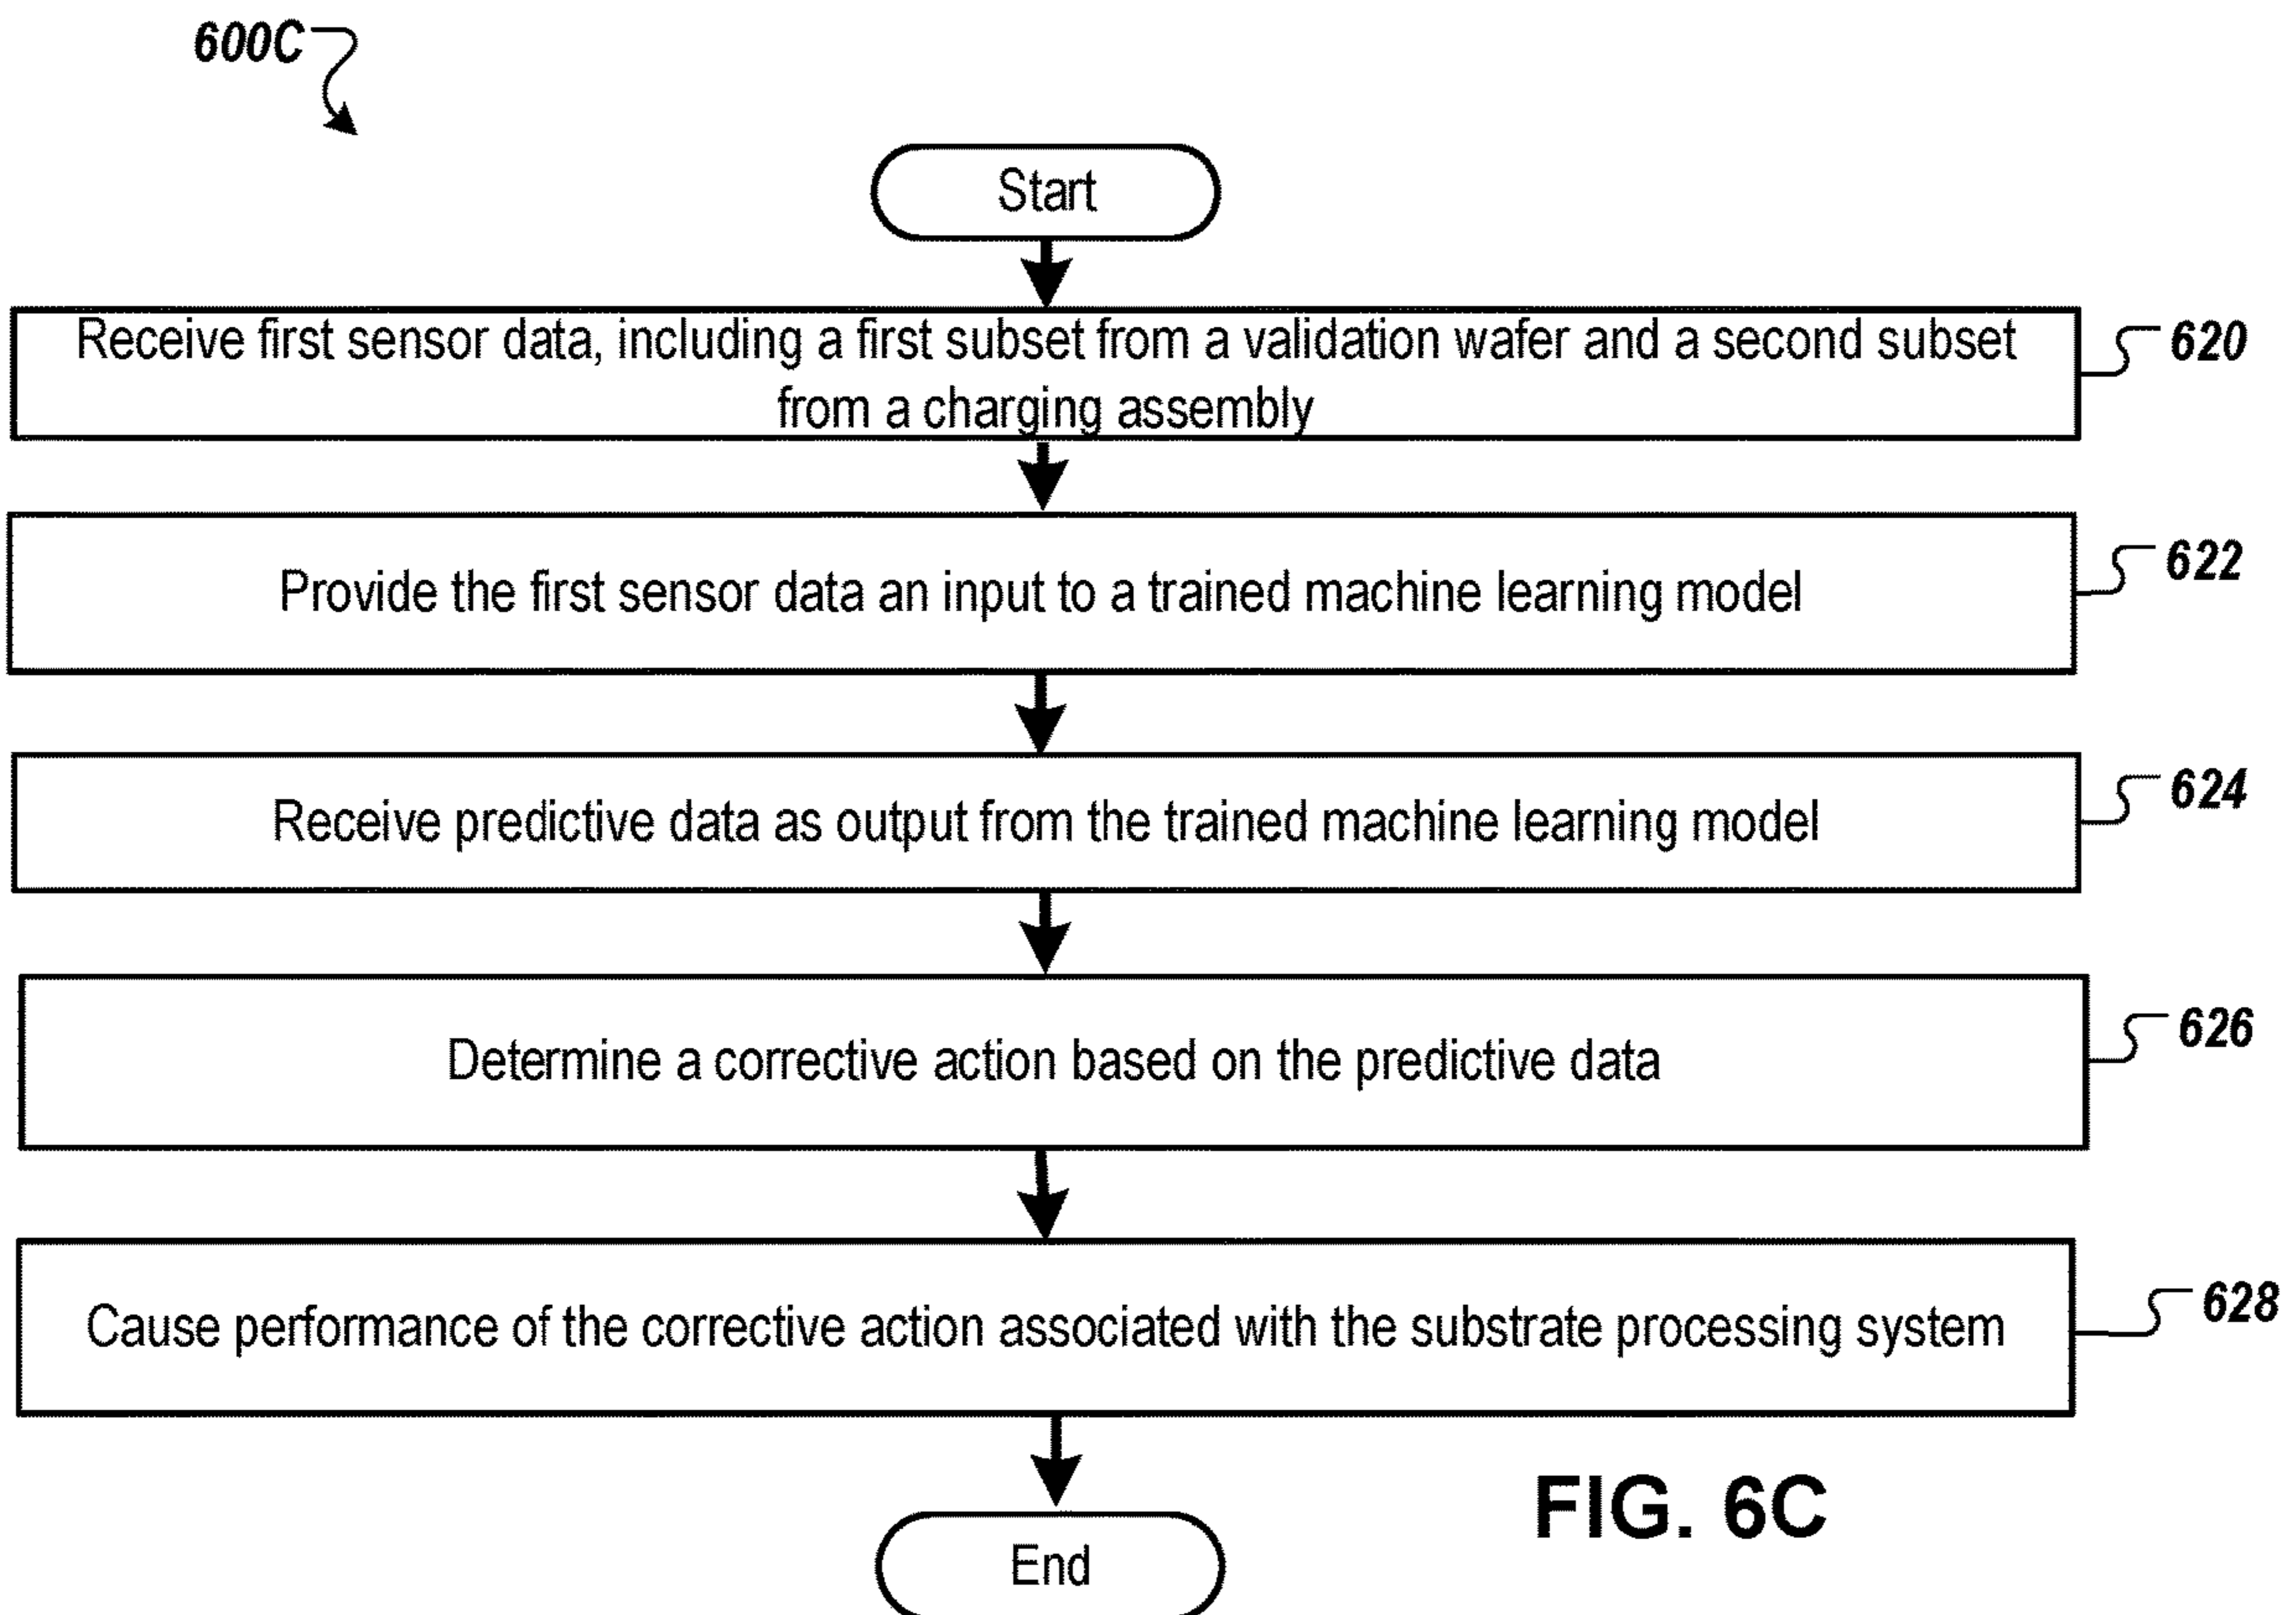 600C
Start
Receive first sensor data, including a first subset from a validation wafer and a second subset
from a charging assembly
620
Provide the first sensor data an input to a trained machine learning model
622
Receive predictive data as output from the trained machine learning model
624
Determine a corrective action based on the predictive data
626
Cause performance of the corrective action associated with the substrate processing system
628
End
FIG. 6C